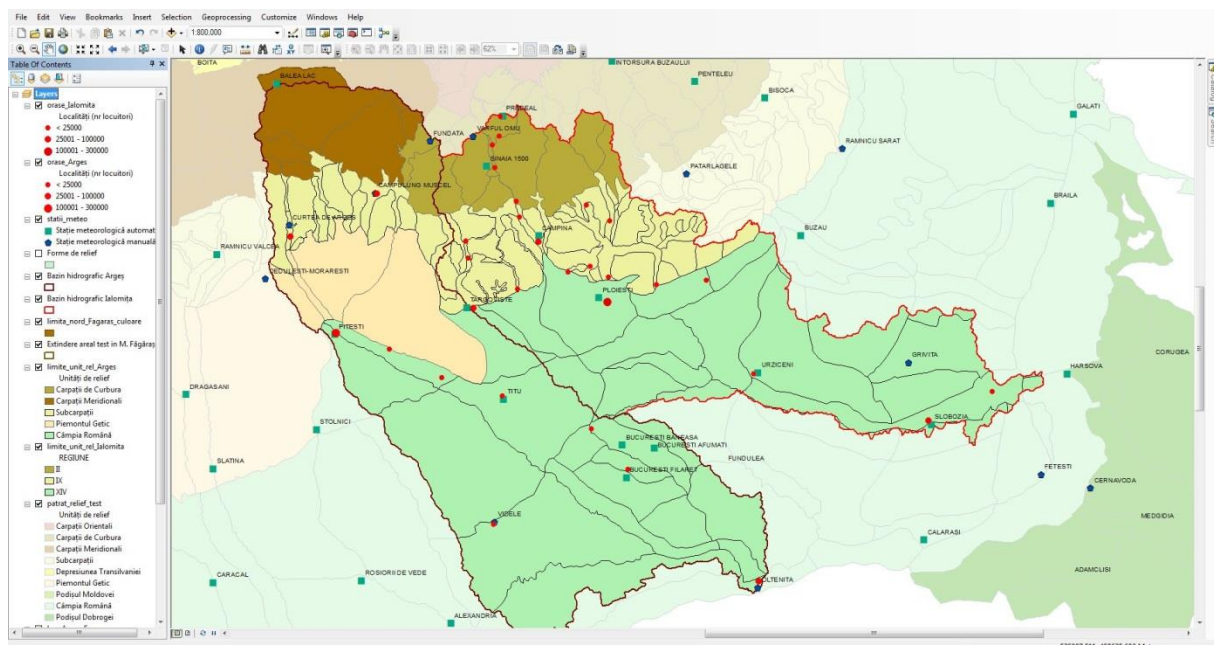 File Edit View Bookmarks Insert Selection Geoprocessing Customize Windows Help
1:800,000
62%
Table Of Contents
Layers
orase_Ialomita
Localități (nr locuitori)
< 25000
25001 - 100000
100001 - 300000
orase_Arges
Localități (nr locuitori)
< 25000
25001 - 100000
100001 - 300000
statii_meteo
Stație meteorologică automat
Stație meteorologică manuală
Forme de relief
Bazin hidrografic Argeș
Bazin hidrografic Ialomița
limita_nord_Fagaras_culoare
Extindere areal test in M. Făgăraș
limite_unit_rel_Arges
Unități de relief
Carpații de Curbura
Carpații Meridionali
Subcarpații
Piemontul Getic
Câmpia Română
limite_unit_rel_Ialomita
REGIUNE
II
IX
XIV
patrat_relief_test
Unități de relief
Carpații Orientali
Carpații de Curbura
Carpații Meridionali
Subcarpații
Depresiunea Transilvaniei
Piemontul Getic
Podișul Moldovei
Câmpia Română
Podișul Dobrogei
BOITA
INTORSURA BUZAULUI
BALEA LAC
PENTELEU
BISOCA
GALATI
PREDEAL
FUNDATA
VARFUL OMU
RAMNICU SARAT
SINAIA 1500
PATARLAGELE
CAMPULUNG MUSCEL
BRAILA
CURTEA DE ARGES
CAMPINA
BUZAU
RAMNICU VALCEA
DEDULESTI-MORARESTI
PLOIESTI
TARGOVISTE
PITESTI
CORUGEA
GRIVITA
URZICENI
HARSOVA
DRAGASANI
TITU
SLOBOZIA
STOLNICI
BUCURESTI BANEASA
BUCURESTI AFUMATI
FUNDULEA
SLATINA
BUCURESTI FILARET
FETESTI
CERNAVODA
VIDELE
MEDGIDIA
CALARASI
ADAMCLISI
CARACAL
ROSIORII DE VEDE
OLTENITA
ALEXANDRIA